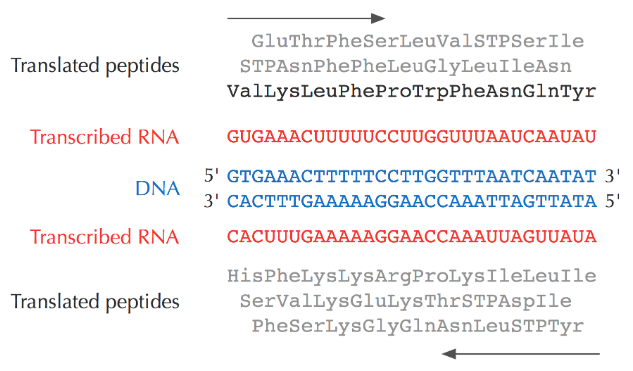 GluThrPheSerLeuValSTPSerIle
Translated peptides STPAsnPhePheLeuGlyLeuIleAsn
ValLysLeuPheProTrpPheAsnGlnTyr
Transcribed RNA GUGAAACUUUUUCCUUGGUUUAAUCAAUAU
5' GTGAAACTTTTTCCTTGGTTTAATCAATAT 3'
DNA
3' CACTTTGAAAAAGGAACCAAATTAGTTATA 5'
Transcribed RNA CACUUUGAAAAAGGAACCAAAUUAGUUAUA
HisPheLysLysArgProLysIleLeuIle
Translated peptides SerValLysGluLysThrSTPAspIle
PheSerLysGlyGlnAsnLeuSTPTyr